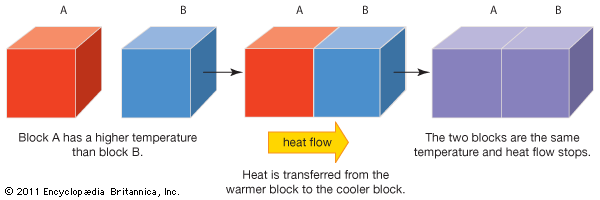 A
B
A
B
A
B
Block A has a higher temperature
than block B.
heat flow
Heat is transferred from the
warmer block to the cooler block.
The two blocks are the same
temperature and heat flow stops.
© 2011 Encyclopædia Britannica, Inc.